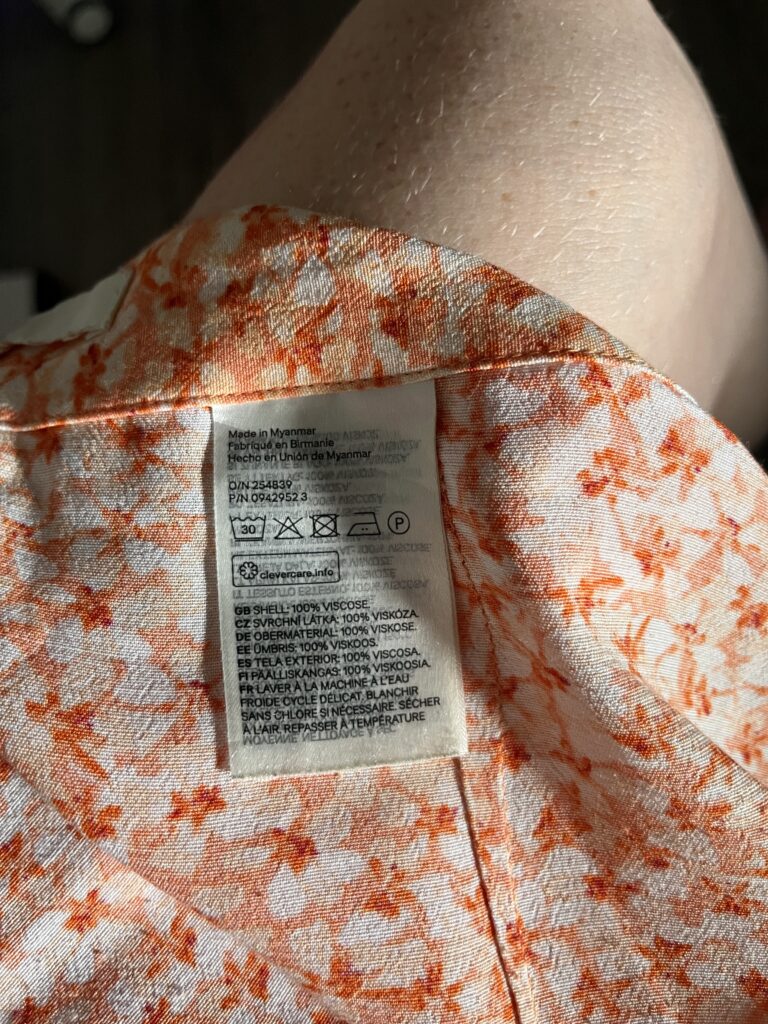 Made in Myanmar
Fabriqué en Birmanie
Hecho en Unión de Myanmar
O/N 254839
P/N 0942952 3
30
P
clevercare.info
GB SHELL: 100% VISCOSE.
CZ SVRCHNÍ LÁTKA: 100% VISKÓZA.
DE OBERMATERIAL: 100% VISKOSE.
EE ÜMBRIS: 100% VISKOOS.
ES TELA EXTERIOR: 100% VISCOSA.
FI PÄÄLLISKANGAS: 100% VISKOOSIA.
FR LAVER À LA MACHINE À L'EAU
FROIDE CYCLE DÉLICAT. BLANCHIR
SANS CHLORE SI NÉCESSAIRE. SÉCHER
À L'AIR. REPASSER À TEMPÉRATURE